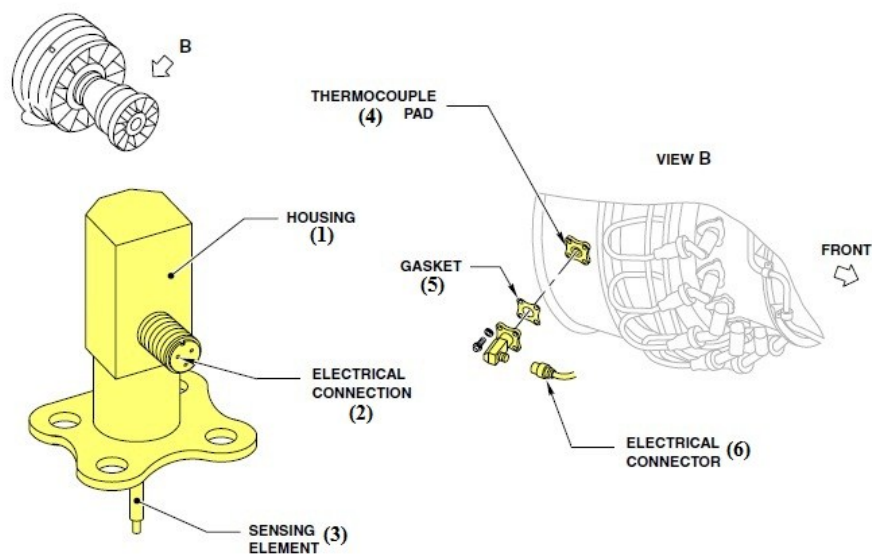 B
HOUSING
(1)
ELECTRICAL
CONNECTION
(2)
SENSING (3)
ELEMENT
THERMOCOUPLE
(4) PAD
VIEW B
FRONT
GASKET
(5)
ELECTRICAL (6)
CONNECTOR